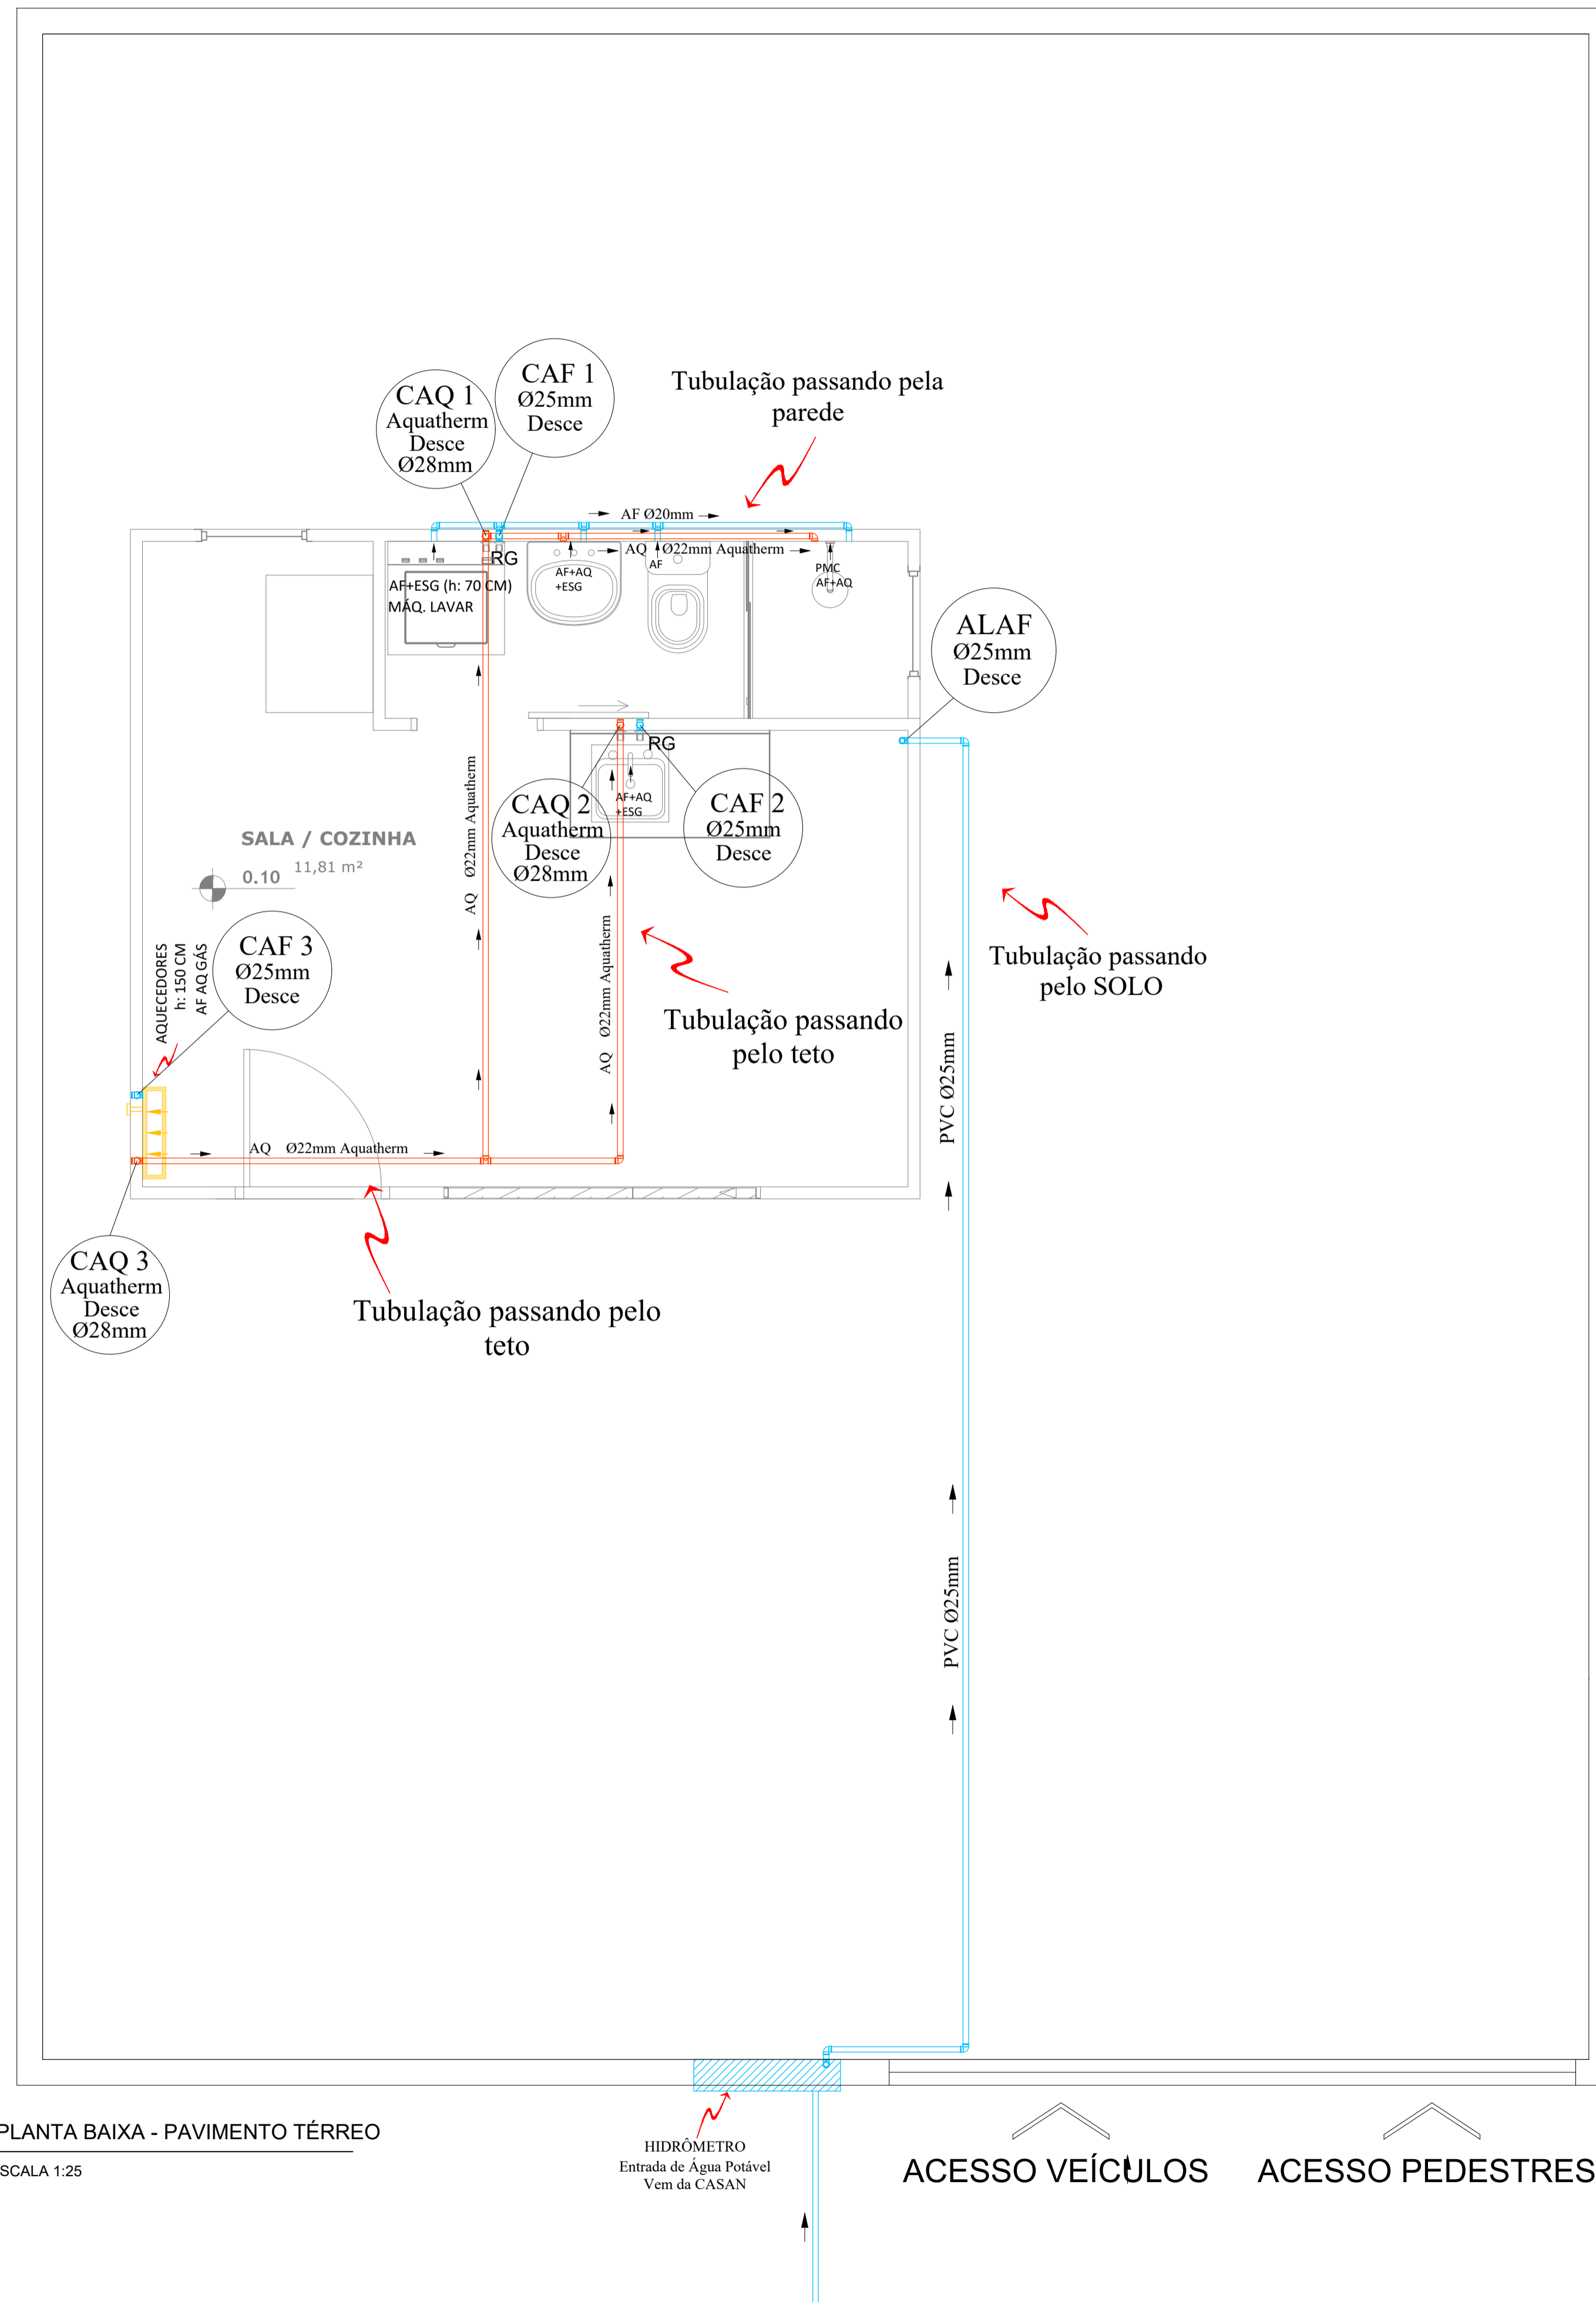 CAF 1
Ø25mm
Desce
CAQ 1
Aquatherm
Desce
Ø28mm
Tubulação passando pela
parede
AF Ø20mm
AQ Ø22mm Aquatherm
RG
AF+AQ
+ESG
AF
PMC
AF+AQ
AF+ESG (h: 70 CM)
MÁQ. LAVAR
ALAF
Ø25mm
Desce
RG
AF+AQ
+ESG
CAQ 2
Aquatherm
Desce
Ø28mm
CAF 2
Ø25mm
Desce
AQ Ø22mm Aquatherm
SALA / COZINHA
11,81 m²
0.10
AQUECEDORES
h: 150 CM
AF AQ GÁS
CAF 3
Ø25mm
Desce
AQ Ø22mm Aquatherm
Tubulação passando
pelo SOLO
Tubulação passando
pelo teto
PVC Ø25mm
AQ Ø22mm Aquatherm
CAQ 3
Aquatherm
Desce
Ø28mm
Tubulação passando pelo
teto
PVC Ø25mm
PLANTA BAIXA - PAVIMENTO TÉRREO
SCALA 1:25
HIDRÔMETRO
Entrada de Água Potável
Vem da CASAN
ACESSO VEÍCULOS
ACESSO PEDESTRES